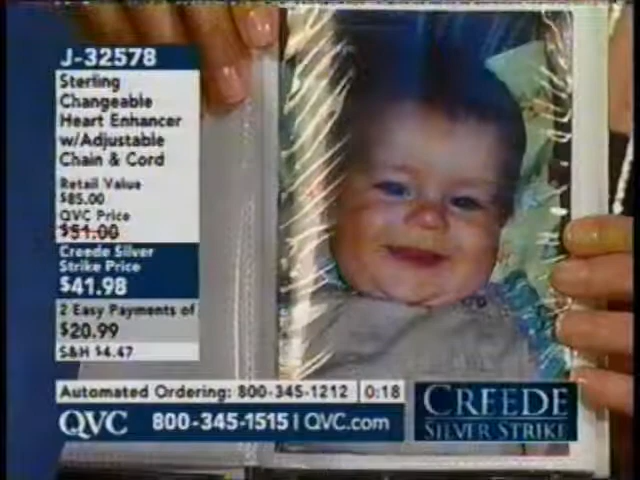 J-32578
Sterling
Changeable
Heart Enhancer
w/Adjustable
Chain & Cord
Retail Value
$85.00
QVC Price
$51.00
Creede Silver
Strike Price
$41.98
2 Easy Payments of
$20.99
S&H $4.47
Automated Ordering: 800-345-1212 0:18
QVC 800-345-1515 | QVC.com
CREEDE
SILVER STRIKE